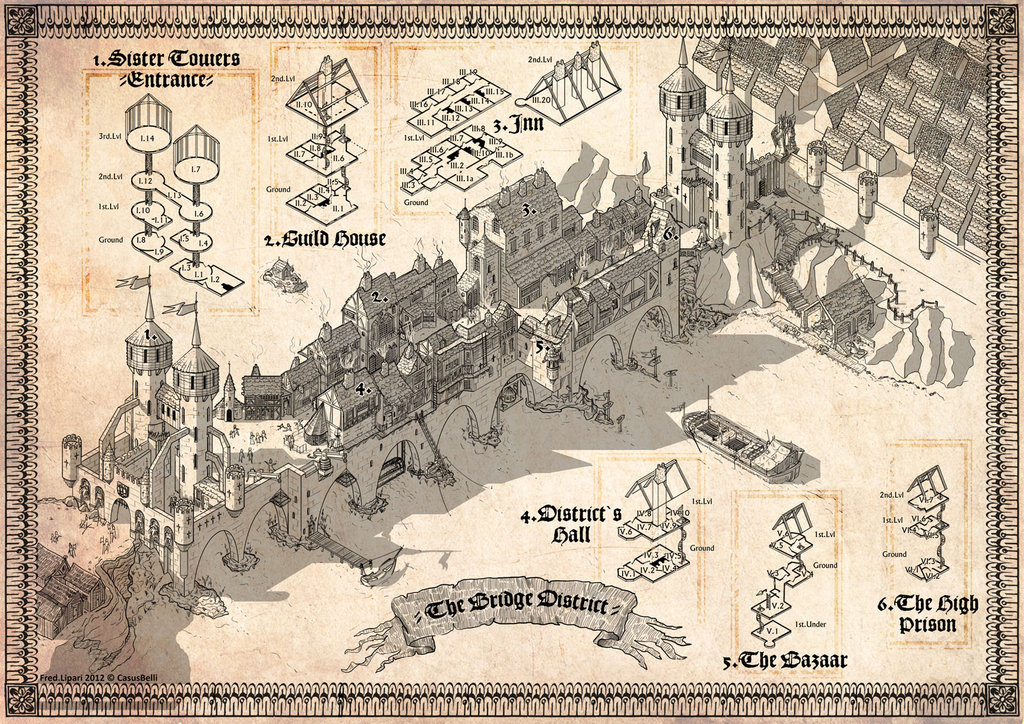 1.Sister Towers
-Entrance-
3rd.Lvl
I.14
I.7
2nd.Lvl
I.12
I.13
1st.Lvl
I.10
I.11
I.6
Ground
I.8
I.9
I.5
I.4
I.3
I.1
I.2
2nd.Lvl
II.10
1st.Lvl
II.9
II.8
II.7
II.6
Ground
II.5
II.4
II.3
II.2
II.1
2.Guild House
III.19
III.18
III.17
III.15
III.16
III.14
III.13
III.12
III.11
2nd.Lvl
III.20
3.Inn
1st.Lvl
III.8
III.7
III.9
III.6
III.10
III.1b
III.5
III.2
III.4
III.3
III.1a
Ground
1.
2.
3.
4.
5.
6.
4.District`s
Hall
1st.Lvl
IV.8
IV.10
IV.7
IV.9
IV.6
Ground
IV.3
IV.5
IV.1
IV.2
IV.4
1st.Lvl
V.5
Ground
V.4
V.2
1st.Under
V.1
5.The Bazaar
2nd.Lvl
VI.7
1st.Lvl
VI.6
VI.5
Ground
VI.3
VI.1
VI.2
6.The High
Prison
-The Bridge District-
Fred.Lipari 2012 © CasusBelli